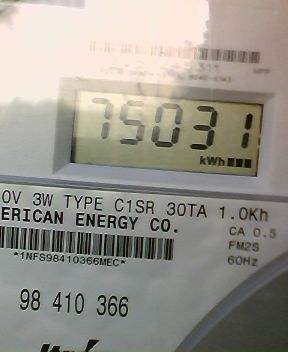 75031
kWh
0V 3W TYPE C1SR 30TA 1.0Kh
ERICAN ENERGY CO.
CA 0.5
*1NFS98410366MEC*
FM2S
60Hz
98 410 366